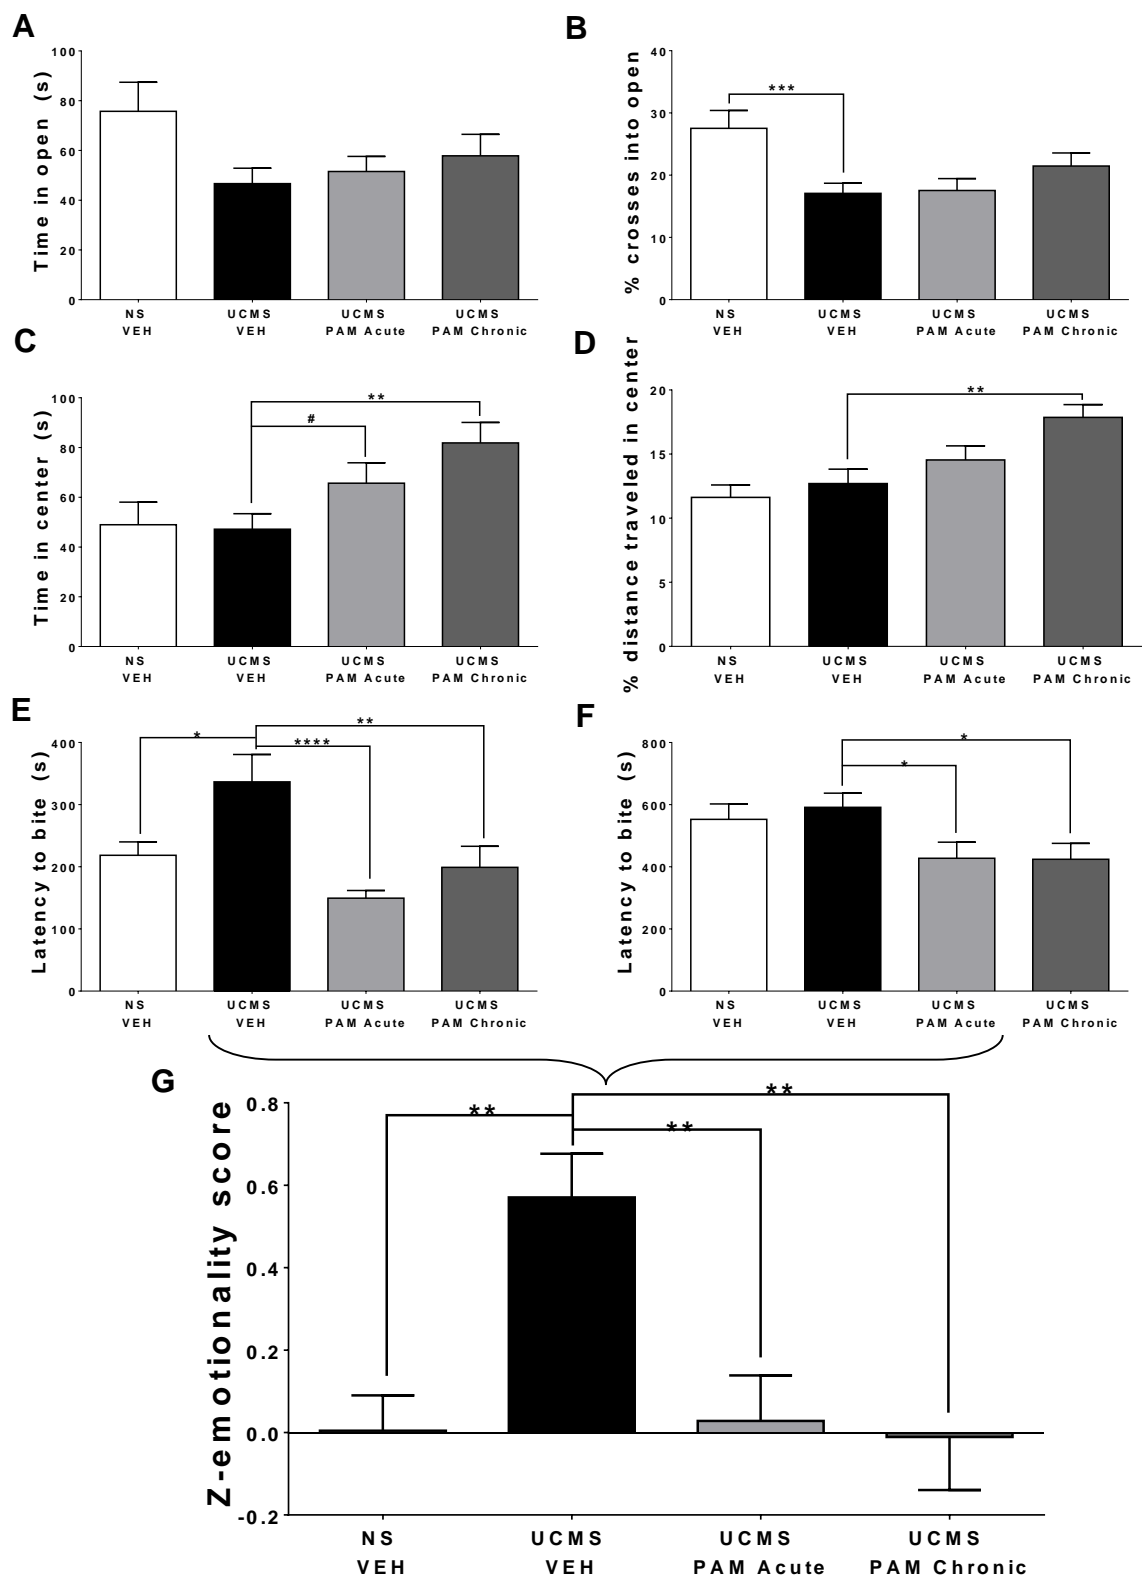 A
B
Time in open (s)
100
80
60
40
20
0
NS UCMS UCMS UCMS
VEH VEH PAM Acute PAM Chronic
% crosses into open
40
30
20
10
0
***
NS UCMS UCMS UCMS
VEH VEH PAM Acute PAM Chronic
C
D
Time in center (s)
100
80
60
40
20
0
**
#
NS UCMS UCMS UCMS
VEH VEH PAM Acute PAM Chronic
% distance traveled in center
20
15
10
5
0
**
NS UCMS UCMS UCMS
VEH VEH PAM Acute PAM Chronic
E
F
Latency to bite (s)
400
300
200
100
0
**
*
****
NS UCMS UCMS UCMS
VEH VEH PAM Acute PAM Chronic
Latency to bite (s)
800
600
400
200
0
*
*
NS UCMS UCMS UCMS
VEH VEH PAM Acute PAM Chronic
G
Z-emotionality score
0.8
0.6
0.4
0.2
0.0
-0.2
**
**
**
NS UCMS UCMS UCMS
VEH VEH PAM Acute PAM Chronic